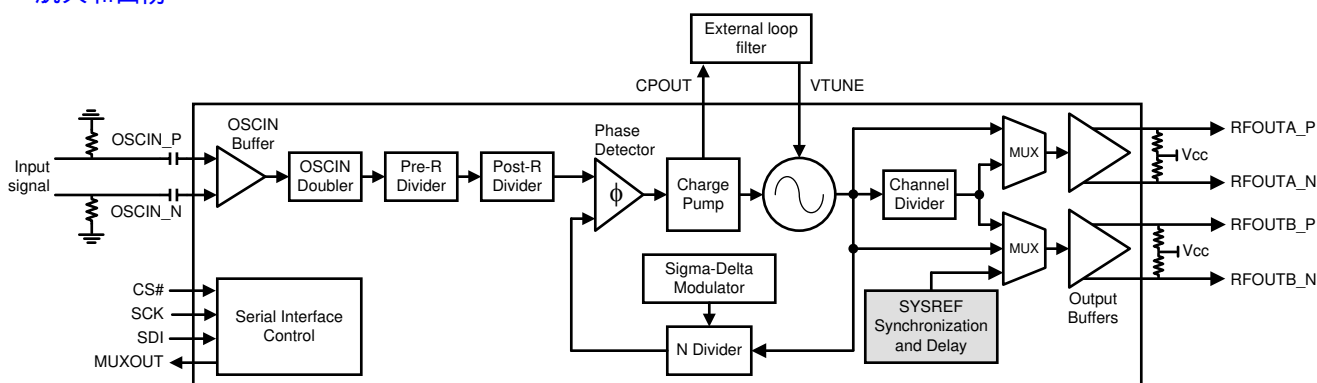 External loop
filter
CPOUT
VTUNE
OSCIN_P
OSCIN
Buffer
Phase
Detector
Input
signal
OSCIN_N
OSCIN
Doubler
Pre-R
Divider
Post-R
Divider
ϕ
Charge
Pump
Channel
Divider
MUX
MUX
RFOUTA_P
Vcc
RFOUTA_N
RFOUTB_P
Vcc
RFOUTB_N
Output
Buffers
Sigma-Delta
Modulator
N Divider
SYSREF
Synchronization
and Delay
CS#
SCK
SDI
MUXOUT
Serial Interface
Control